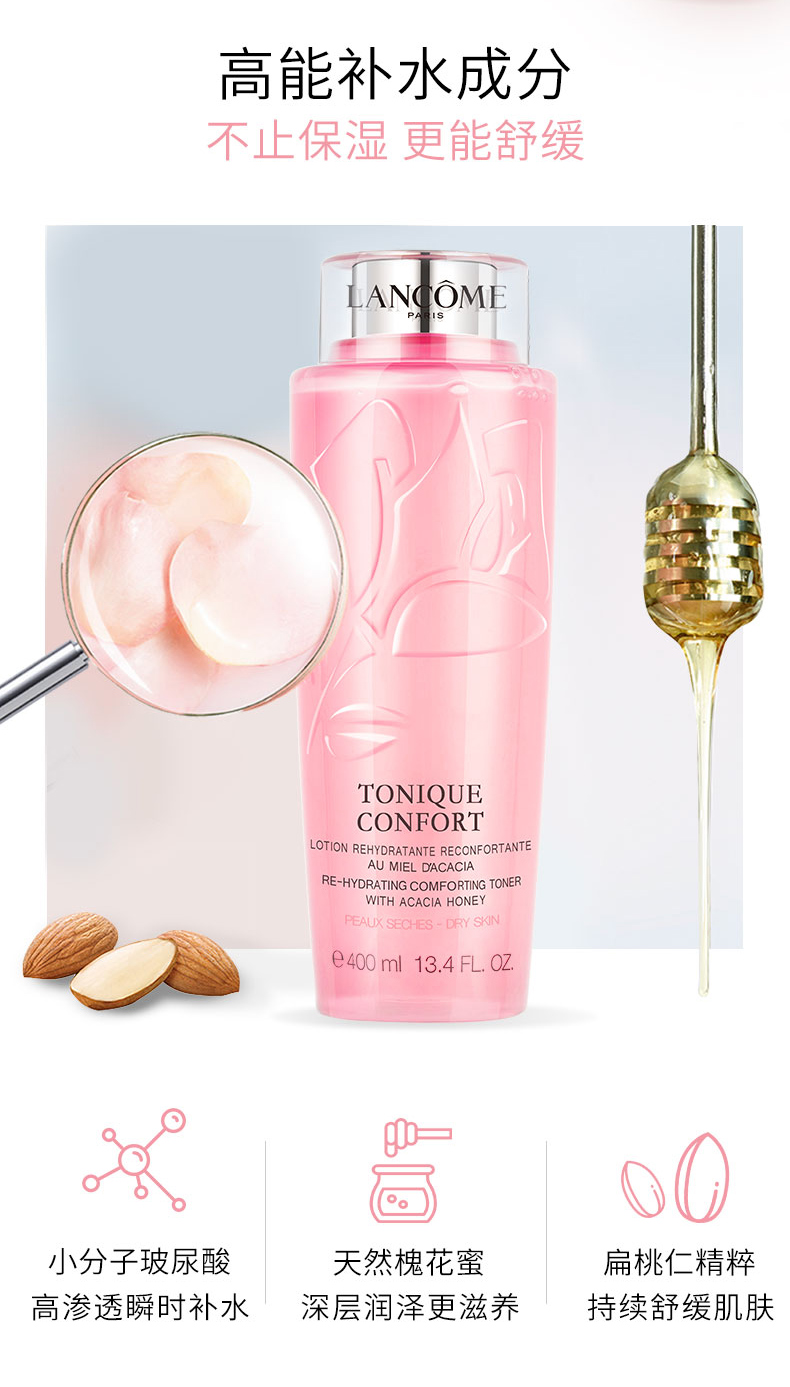 高能补水成分
不止保湿 更能舒缓
LANCÔME
PARIS
TONIQUE
CONFORT
LOTION REHYDRATANTE RECONFORTANTE
AU MIEL D'ACACIA
RE-HYDRATING COMFORTING TONER
WITH ACACIA HONEY
PEAUX SECHES - DRY SKIN
e 400 ml 13.4 FL. OZ.
小分子玻尿酸
高渗透瞬时补水
天然槐花蜜
深层润泽更滋养
扁桃仁精粹
持续舒缓肌肤